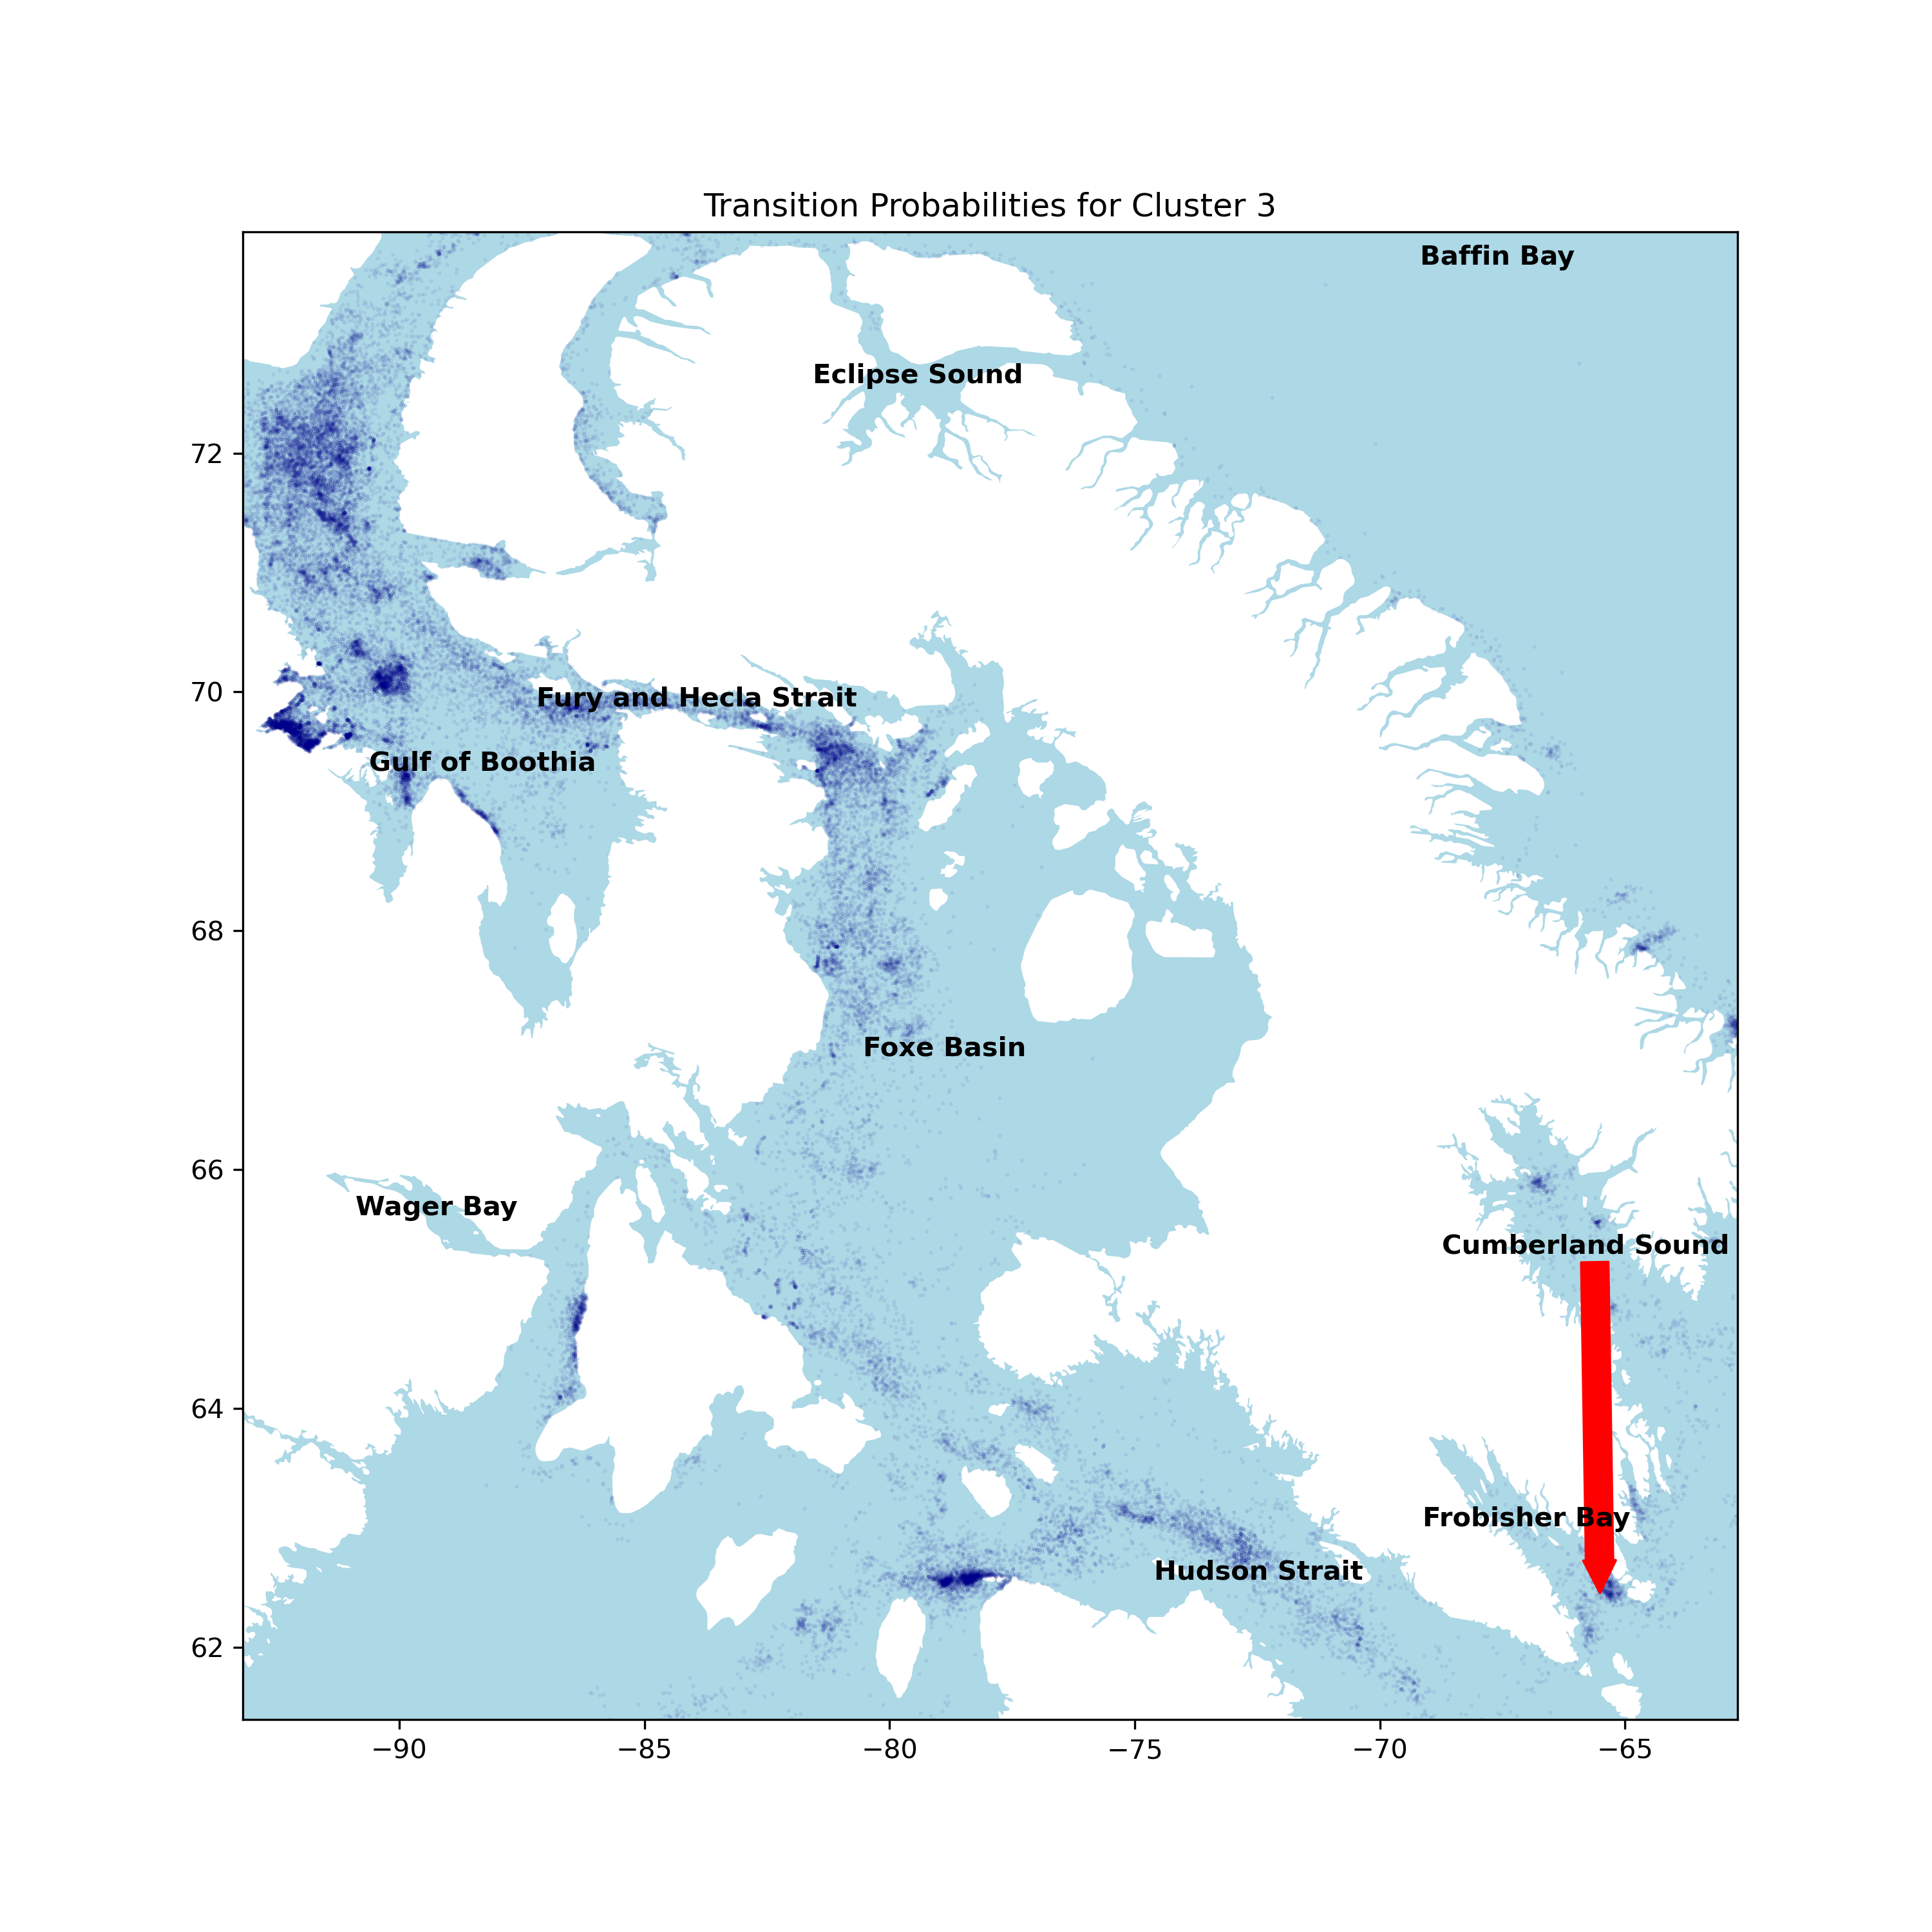 Transition Probabilities for Cluster 3
Baffin Bay
Eclipse Sound
72
70
Fury and Hecla Strait
Gulf of Boothia
68
Foxe Basin
66
Wager Bay
Cumberland Sound
64
Frobisher Bay
Hudson Strait
62
−90 −85 −80 −75 −70 −65